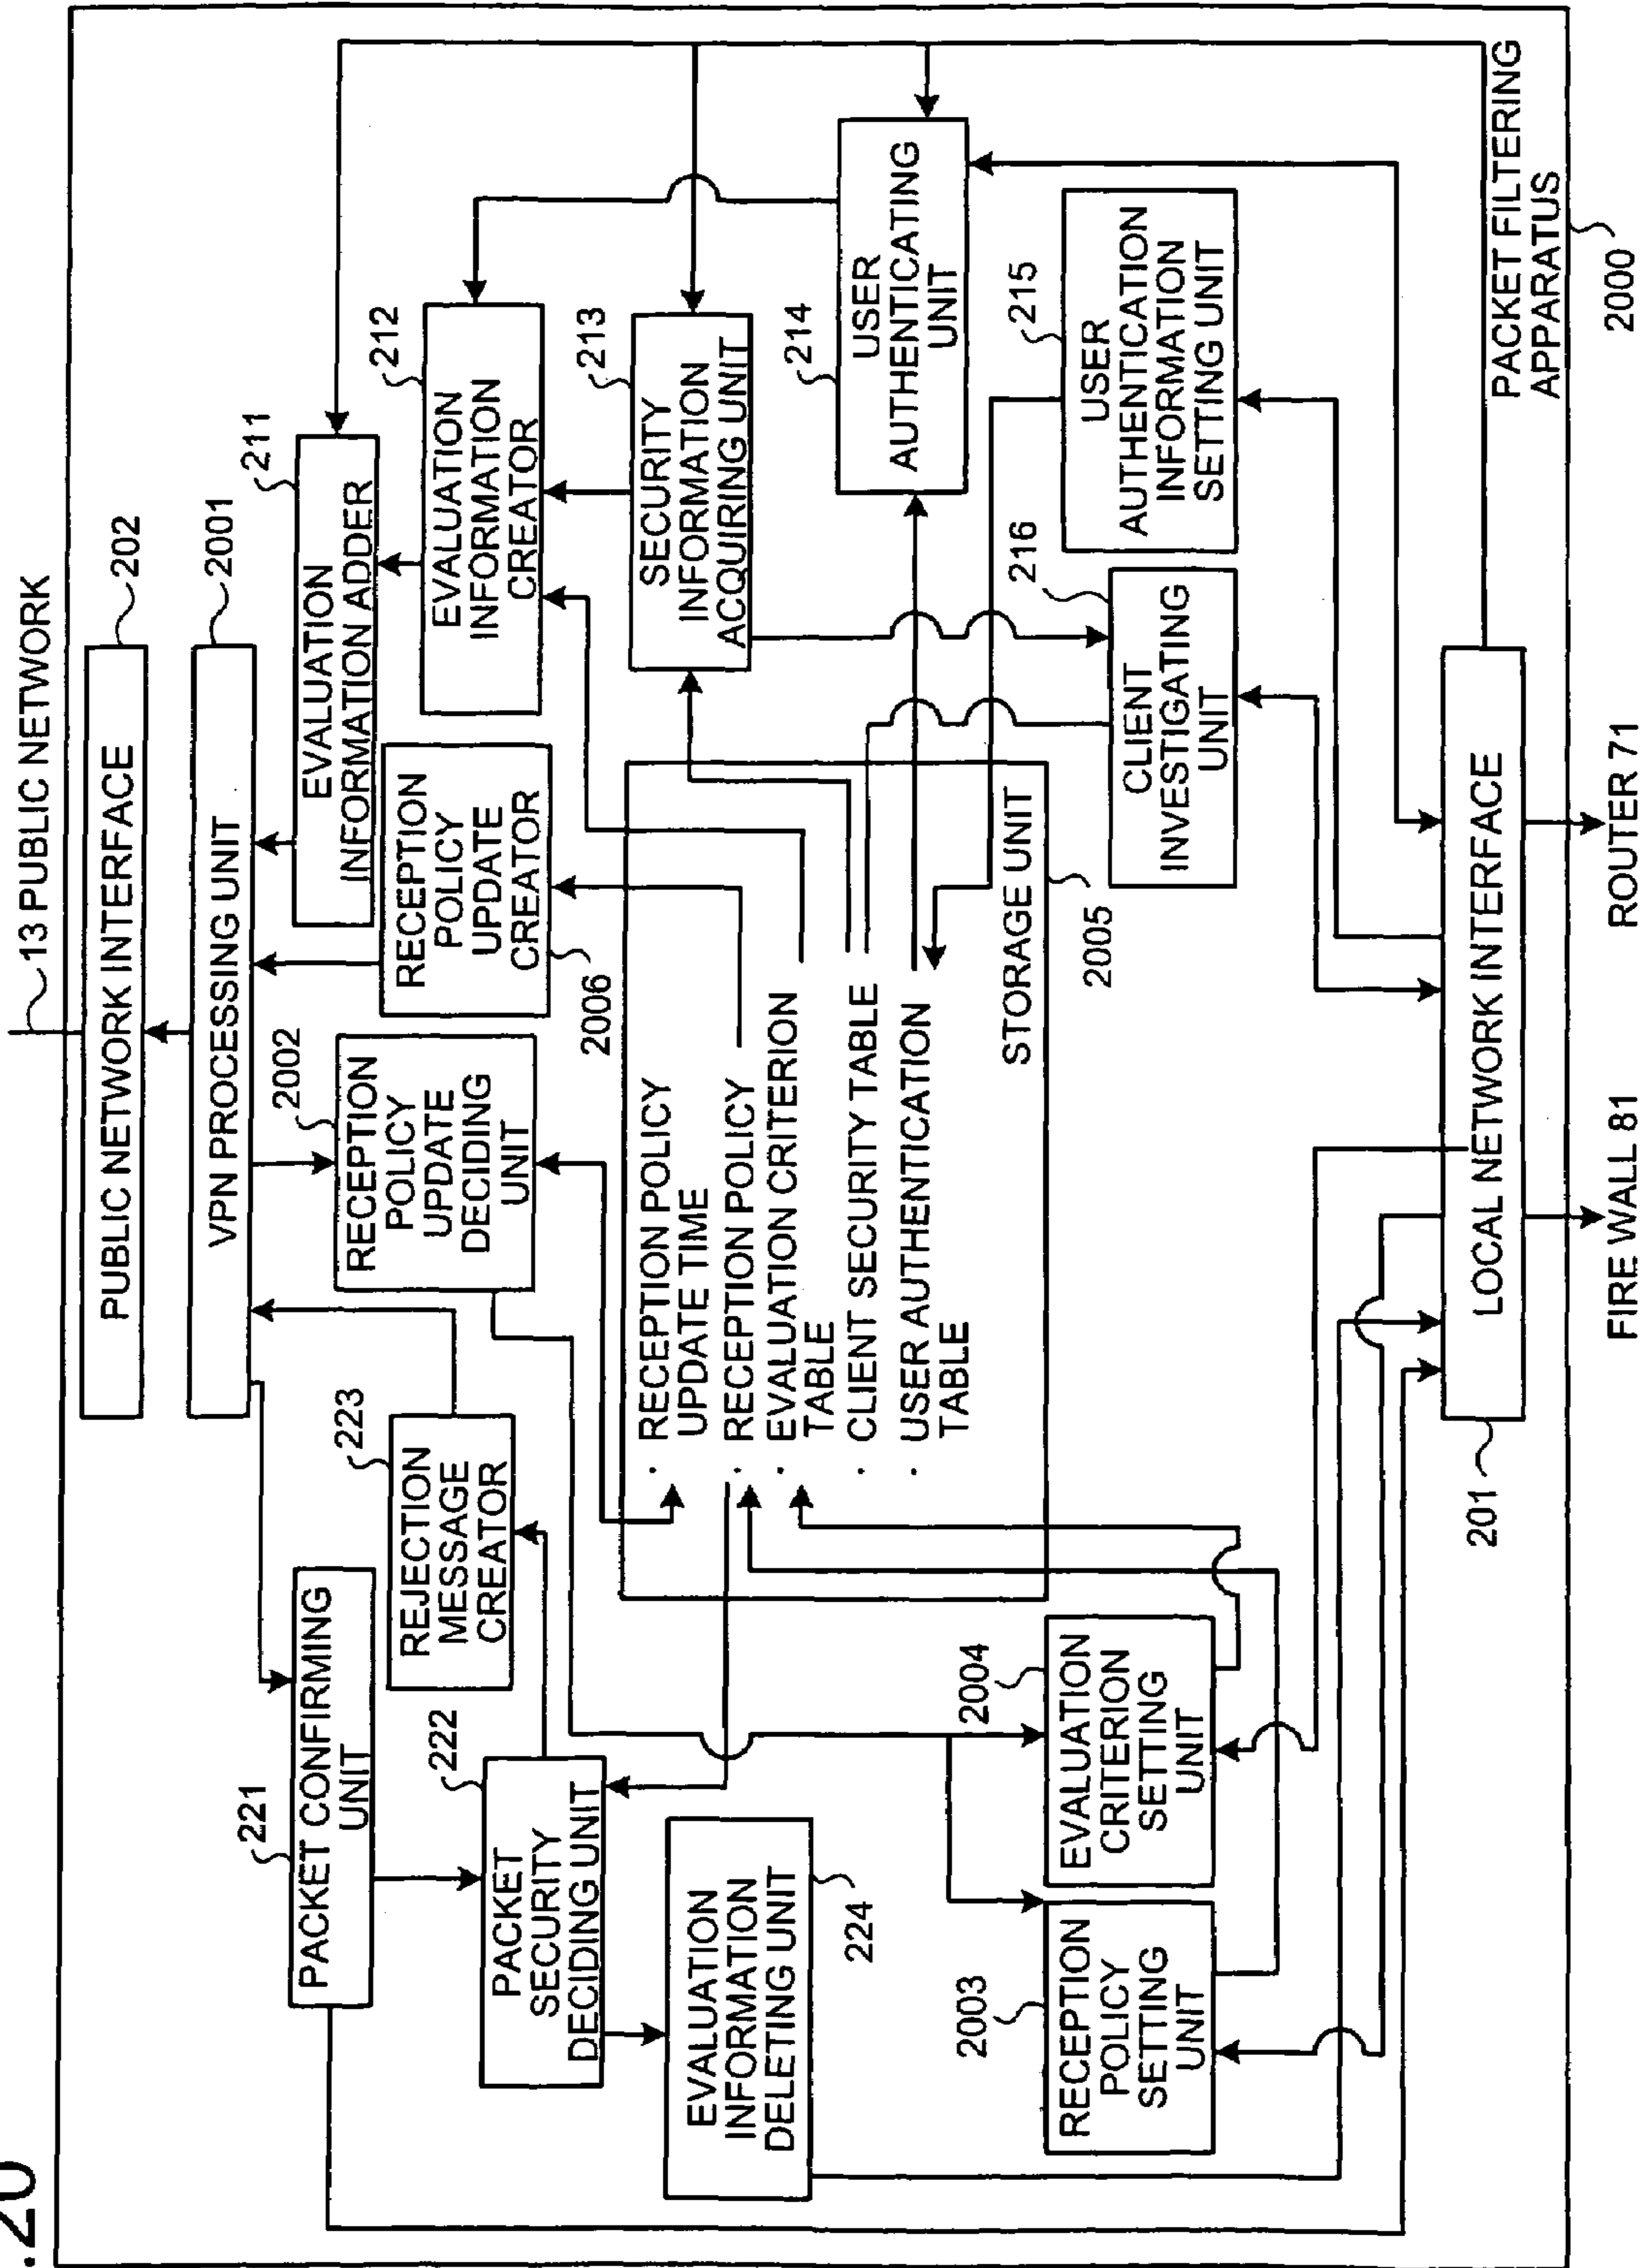 .20
13 PUBLIC NETWORK
PUBLIC NETWORK INTERFACE
202
VPN PROCESSING UNIT
2001
221
PACKET CONFIRMING
UNIT
222
PACKET
SECURITY
DECIDING UNIT
223
REJECTION
MESSAGE
CREATOR
EVALUATION
INFORMATION
DELETING UNIT
224
2002
RECEPTION
POLICY
UPDATE
DECIDING
UNIT
RECEPTION
POLICY
UPDATE
CREATOR
2006
211
EVALUATION
INFORMATION ADDER
212
EVALUATION
INFORMATION
CREATOR
213
SECURITY
INFORMATION
ACQUIRING UNIT
214
USER
AUTHENTICATING
UNIT
215
USER
AUTHENTICATION
INFORMATION
SETTING UNIT
216
CLIENT
INVESTIGATING
UNIT
· RECEPTION POLICY
UPDATE TIME
· RECEPTION POLICY
· EVALUATION CRITERION
TABLE
· CLIENT SECURITY TABLE
· USER AUTHENTICATION
TABLE
STORAGE UNIT
2005
2003
RECEPTION
POLICY
SETTING
UNIT
2004
EVALUATION
CRITERION
SETTING
UNIT
201
LOCAL NETWORK INTERFACE
PACKET FILTERING
APPARATUS
2000
FIRE WALL 81
ROUTER 71